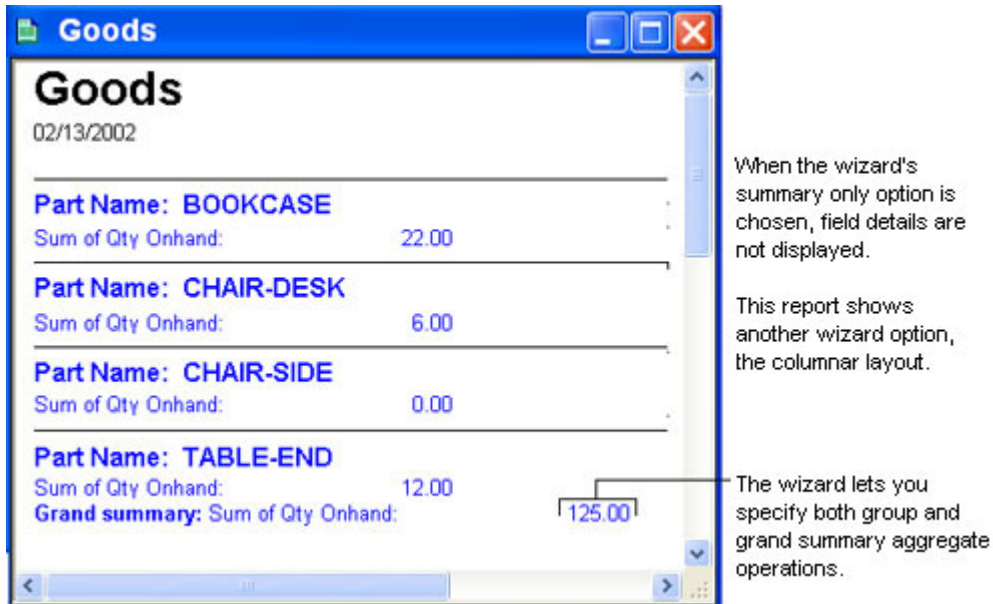 Goods
Goods
02/13/2002
Part Name: BOOKCASE
Sum of Qty Onhand: 22.00
Part Name: CHAIR-DESK
Sum of Qty Onhand: 6.00
Part Name: CHAIR-SIDE
Sum of Qty Onhand: 0.00
Part Name: TABLE-END
Sum of Qty Onhand: 12.00
Grand summary: Sum of Qty Onhand: 125.00
When the wizard's
summary only option is
chosen, field details are
not displayed.
This report shows
another wizard option,
the columnar layout.
The wizard lets you
specify both group and
grand summary aggregate
operations.